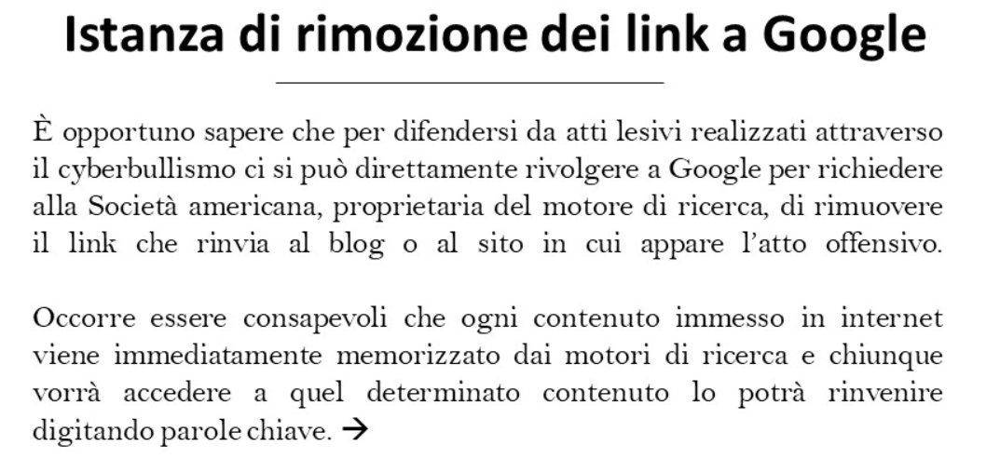 Istanza di rimozione dei link a Google
È opportuno sapere che per difendersi da atti lesivi realizzati attraverso
il cyberbullismo ci si può direttamente rivolgere a Google per richiedere
alla Società americana, proprietaria del motore di ricerca, di rimuovere
il link che rinvia al blog o al sito in cui appare l'atto offensivo.
Occorre essere consapevoli che ogni contenuto immesso in internet
viene immediatamente memorizzato dai motori di ricerca e chiunque
vorrà accedere a quel determinato contenuto lo potrà rinvenire
digitando parole chiave. →